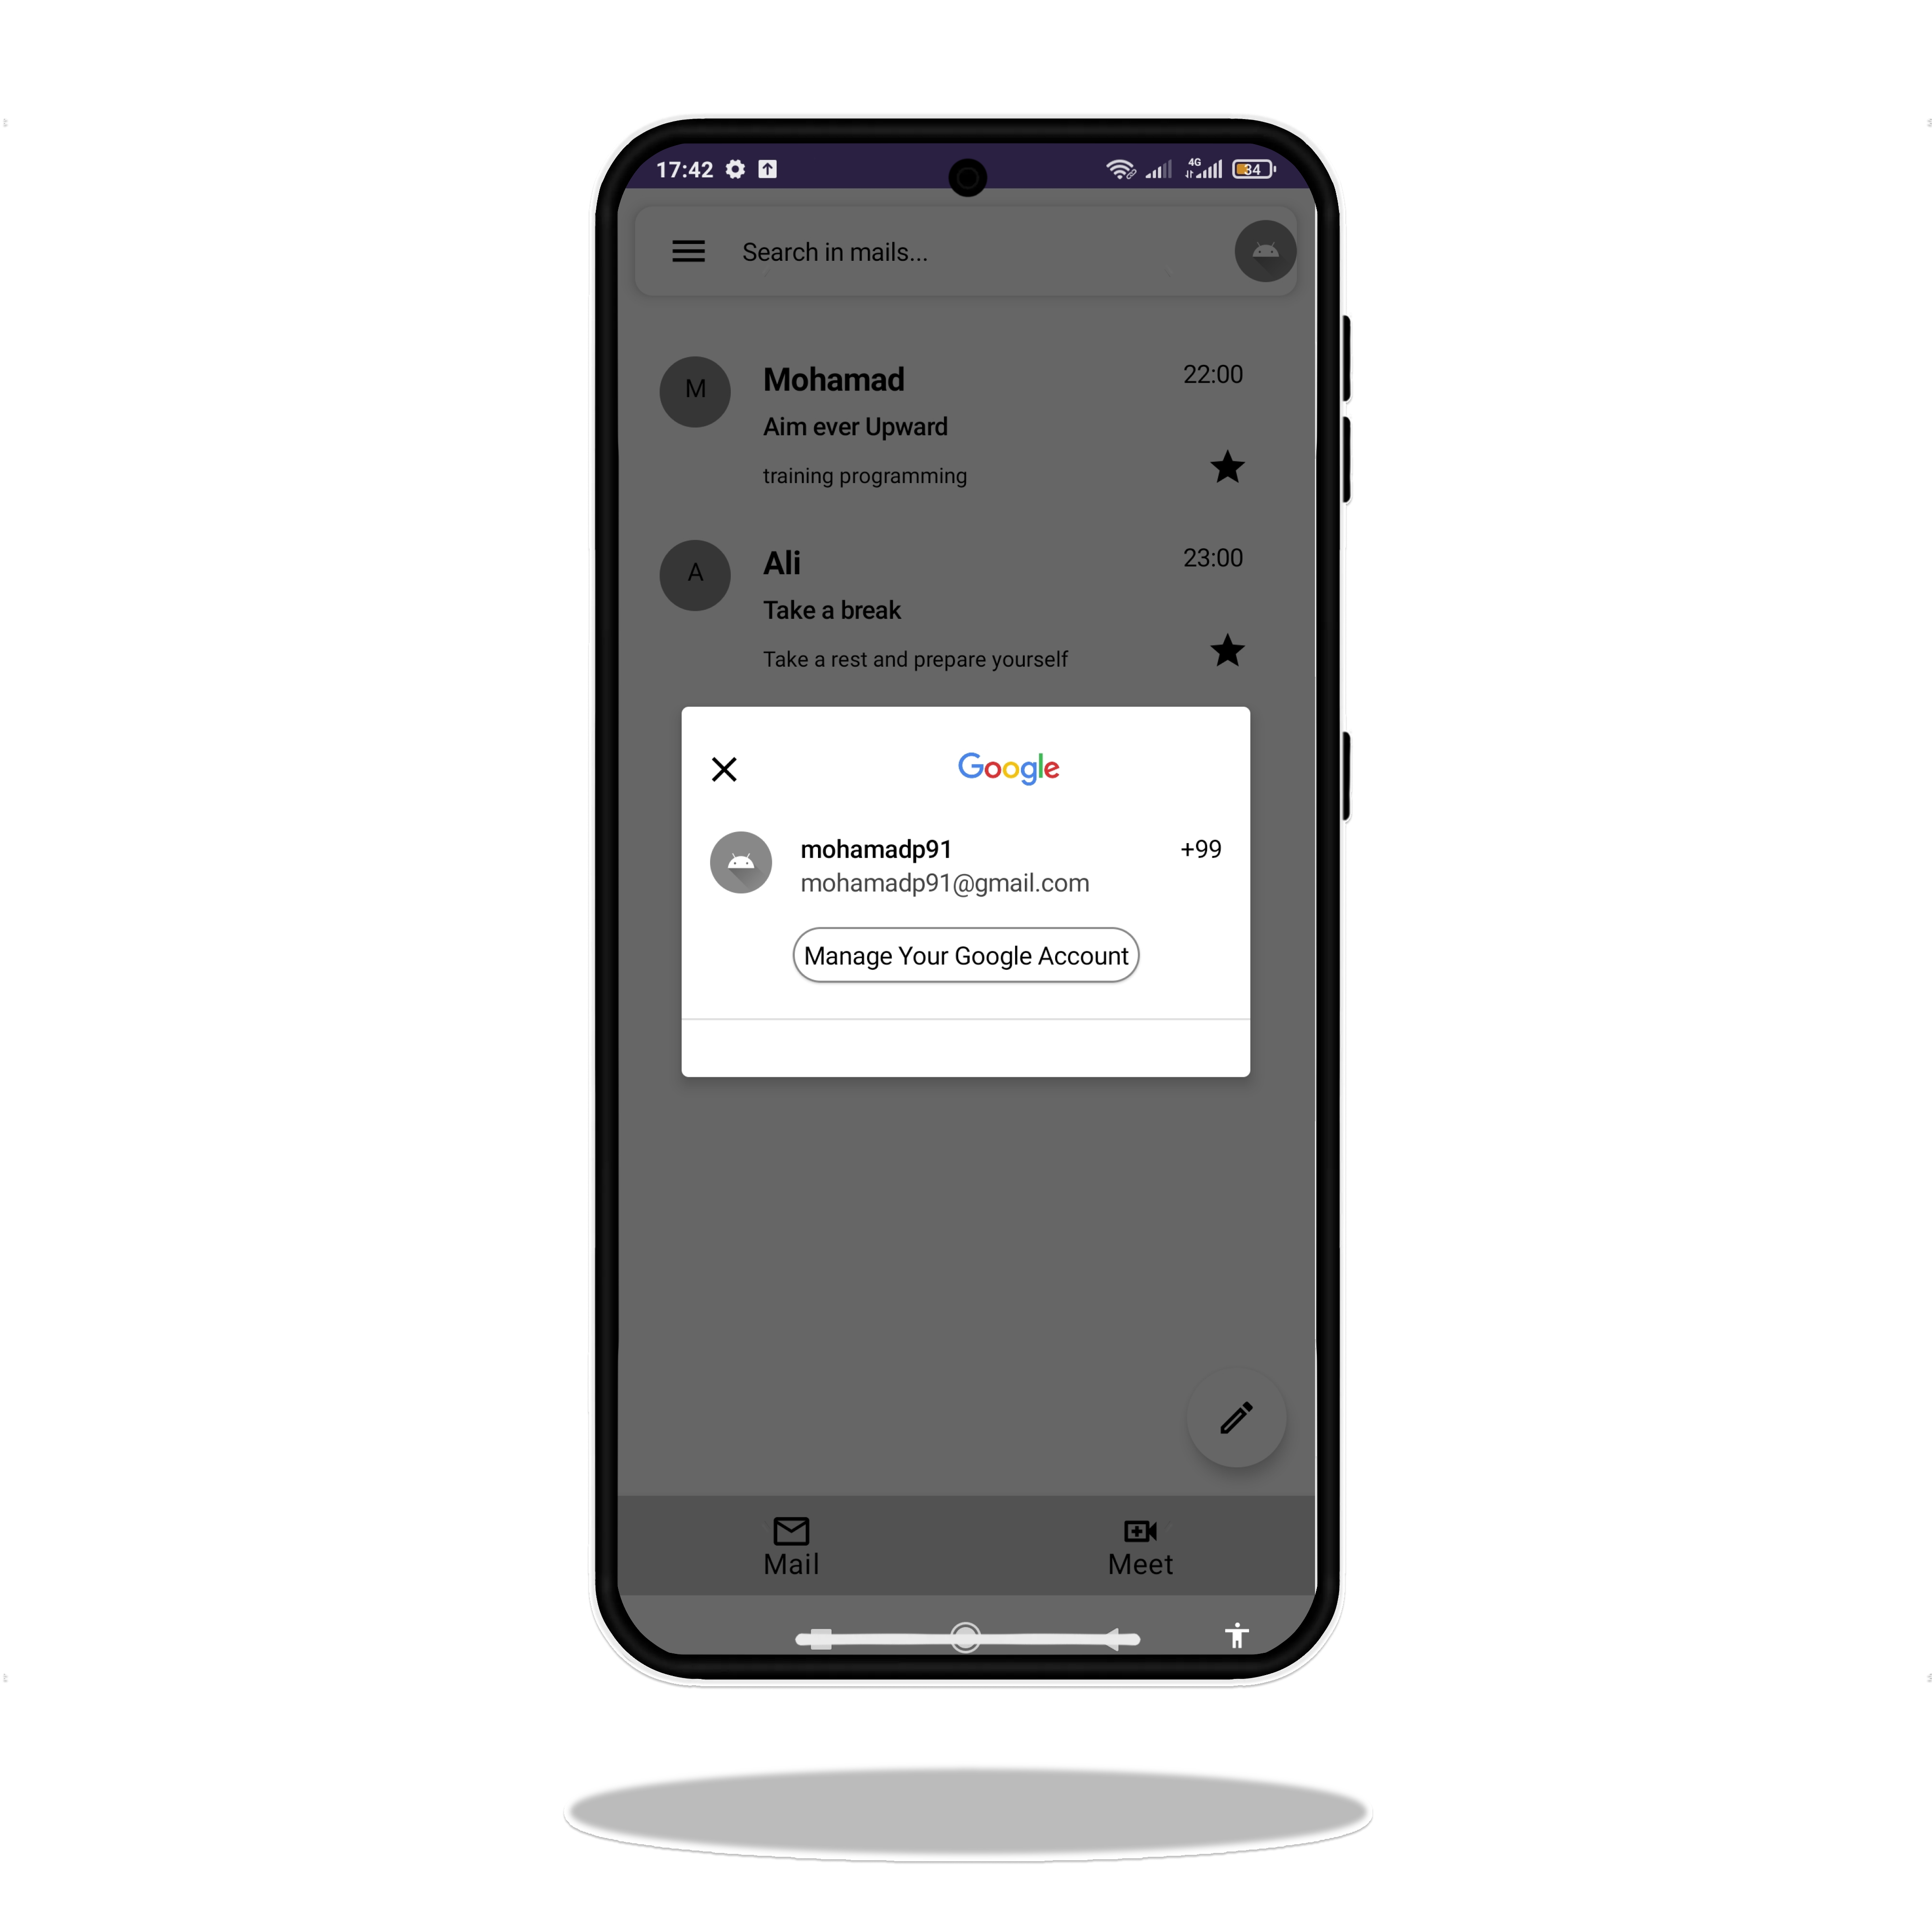 17:42 4G 34
Search in mails...
M Mohamad 22:00
Aim ever Upward
training programming
A Ali 23:00
Take a break
Take a rest and prepare yourself
Google
mohamadp91 +99
mohamadp91@gmail.com
Manage Your Google Account
Mail Meet